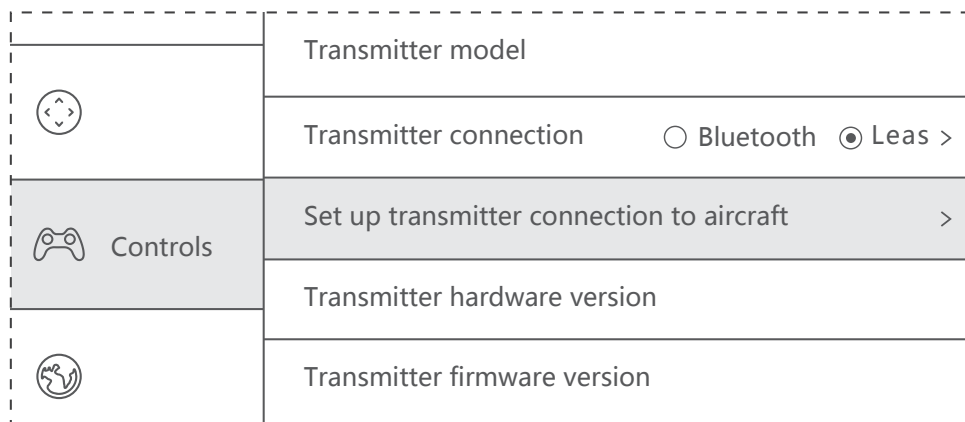 Transmitter model
Transmitter connection Bluetooth Leas >
Controls
Set up transmitter connection to aircraft >
Transmitter hardware version
Transmitter firmware version